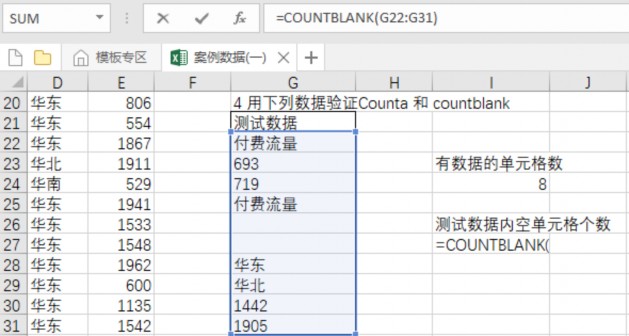 SUM =COUNTBLANK(G22:G31)
模板专区 案例数据(一)
D E F G H I J
20 华东 806 4 用下列数据验证Counta 和 countblank
21 华东 554 测试数据
22 华东 1867 付费流量
23 华北 1911 693 有数据的单元格数
24 华南 529 719 8
25 华东 1941 付费流量
26 华东 1533 测试数据内空单元格个数
27 华东 1548 =COUNTBLANK(
28 华东 1962 华东
29 华东 600 华北
30 华东 1135 1442
31 华东 1542 1905